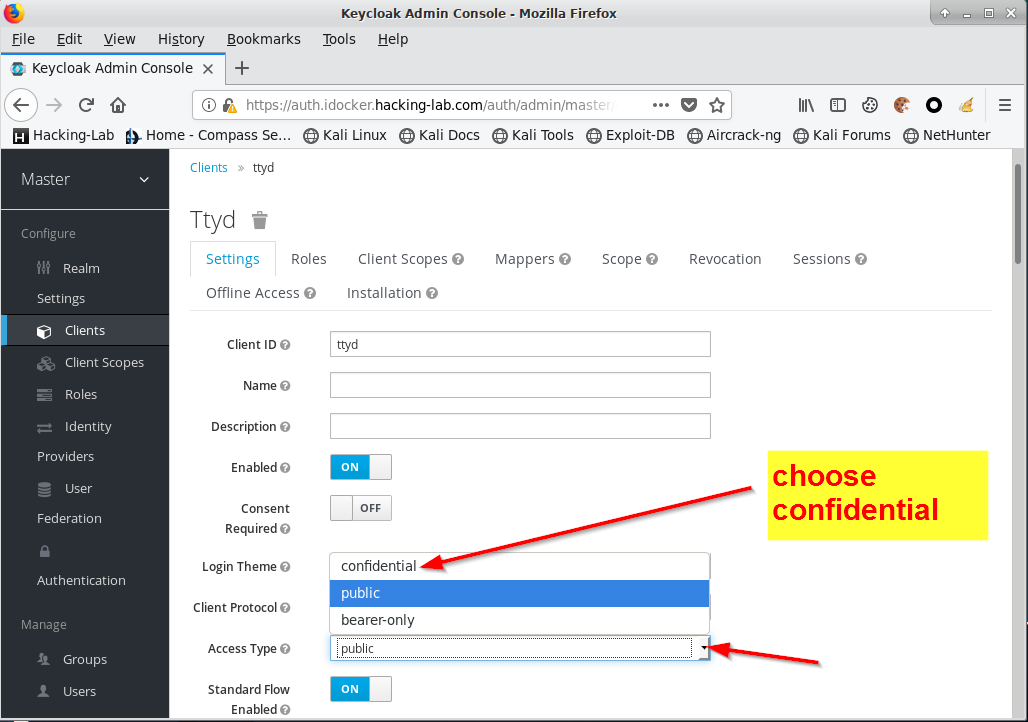 Keycloak Admin Console - Mozilla Firefox
File Edit View History Bookmarks Tools Help
Keycloak Admin Console
https://auth.idocker.hacking-lab.com/auth/admin/master/
Hacking-Lab Home - Compass Se… Kali Linux Kali Docs Kali Tools Exploit-DB Aircrack-ng Kali Forums NetHunter
Master
Configure
Realm
Settings
Clients
Client Scopes
Roles
Identity
Providers
User
Federation
Authentication
Manage
Groups
Users
Clients » ttyd
Ttyd
Settings Roles Client Scopes Mappers Scope Revocation Sessions
Offline Access Installation
Client ID ttyd
Name
Description
Enabled ON
Consent
Required OFF
Login Theme
confidential
public
bearer-only
Client Protocol
Access Type public
Standard Flow
Enabled ON
choose
confidential